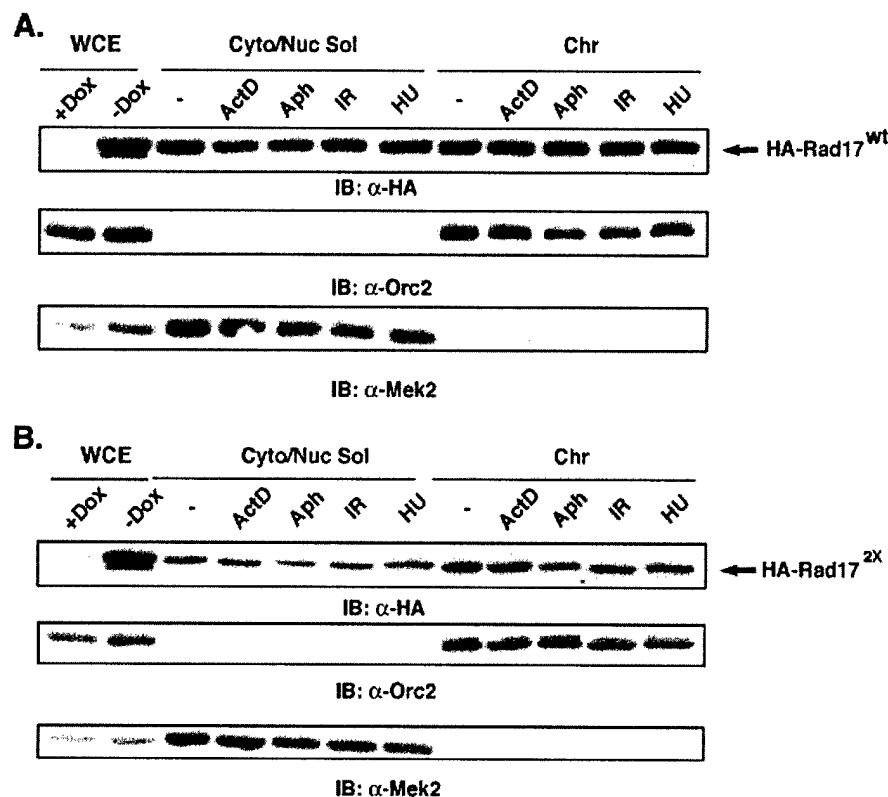 A.
WCE Cyto/Nuc Sol Chr
+Dox -Dox - ActD Aph IR HU - ActD Aph IR HU
HA-Rad17wt
IB: α-HA
IB: α-Orc2
IB: α-Mek2
B.
WCE Cyto/Nuc Sol Chr
+Dox -Dox - ActD Aph IR HU - ActD Aph IR HU
HA-Rad17 2X
IB: α-HA
IB: α-Orc2
IB: α-Mek2